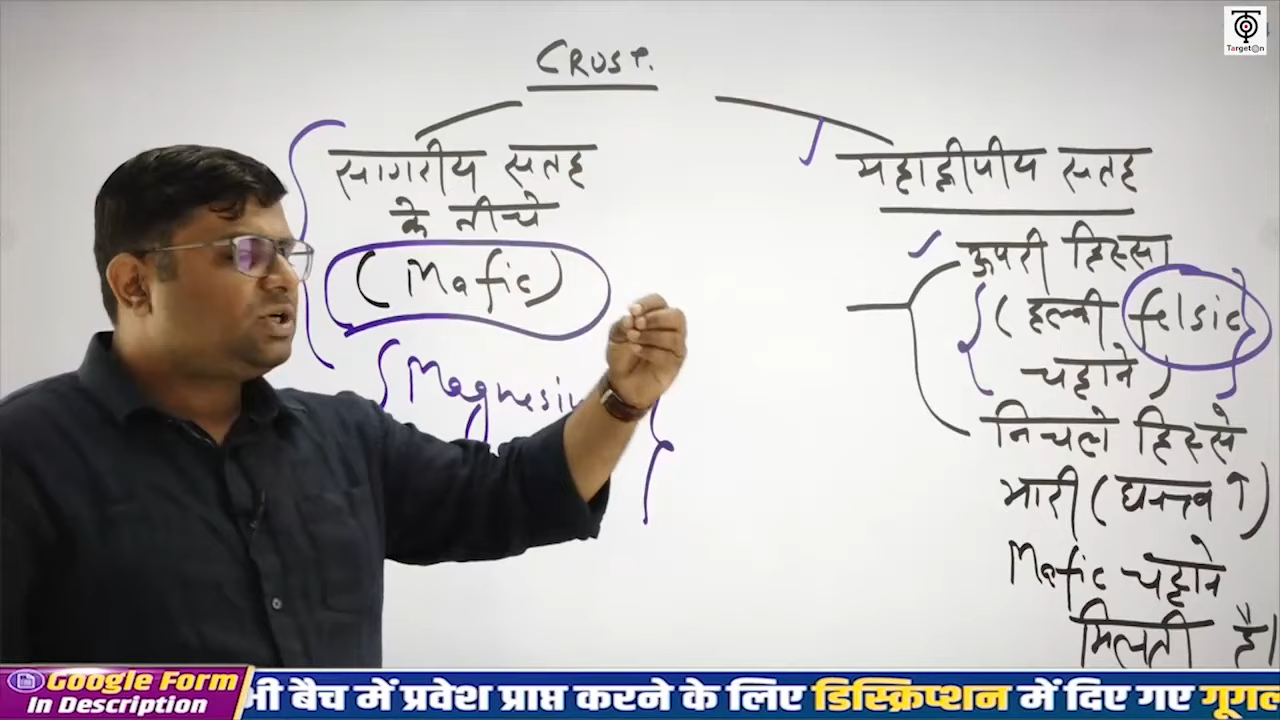 CRUST.
सागरीय सतह
के नीचे
(Mafic)
महाद्वीपीय सतह
ऊपरी हिस्सा
(हल्की felsic
चट्टाने)
निचले हिस्से
भारी (घनत्व ↑)
Mafic चट्टाने
मिलती है।
TargetOn
Google Form
In Description
भी बैच में प्रवेश प्राप्त करने के लिए डिस्क्रिप्शन में दिए गए गूगल